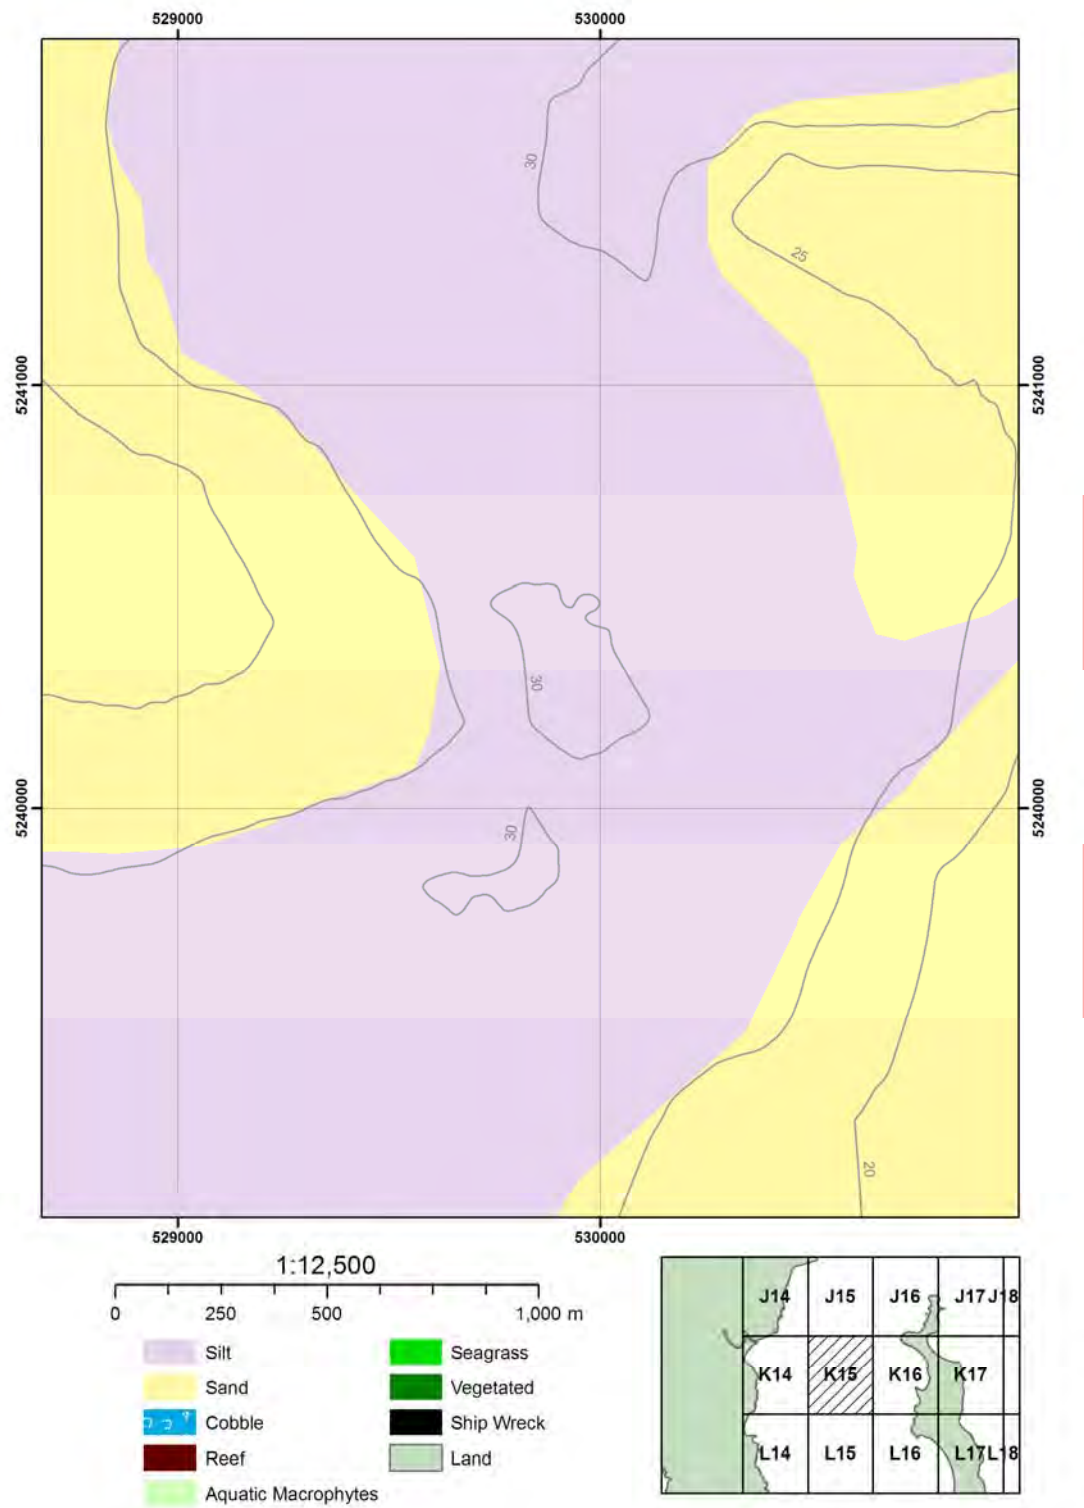 529000 530000
30
25
5241000 5241000
30
5240000 5240000
30
20
529000 530000
1:12,500
0 250 500 1,000 m
Silt
Sand
Cobble
Reef
Aquatic Macrophytes
Seagrass
Vegetated
Ship Wreck
Land
J14 J15 J16 J17 J18
K14 K15 K16 K17
L14 L15 L16 L17 L18